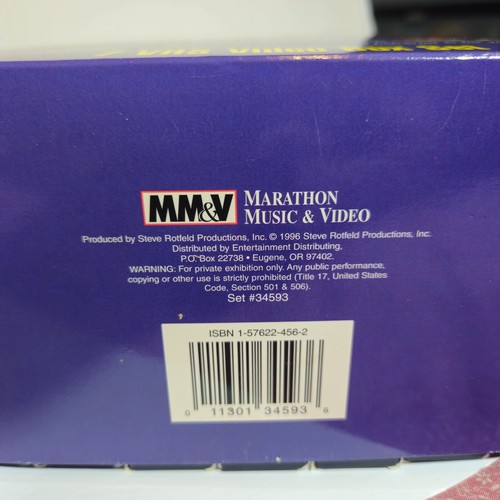 MM&V MARATHON
MUSIC & VIDEO
Produced by Steve Rotfeld Productions, Inc. © 1996 Steve Rotfeld Productions, Inc.
Distributed by Entertainment Distributing,
P.O. Box 22738 • Eugene, OR 97402.
WARNING: For private exhibition only. Any public performance,
copying or other use is strictly prohibited (Title 17, United States
Code, Section 501 & 506).
Set #34593
ISBN 1-57622-456-2
0 11301 34593 6